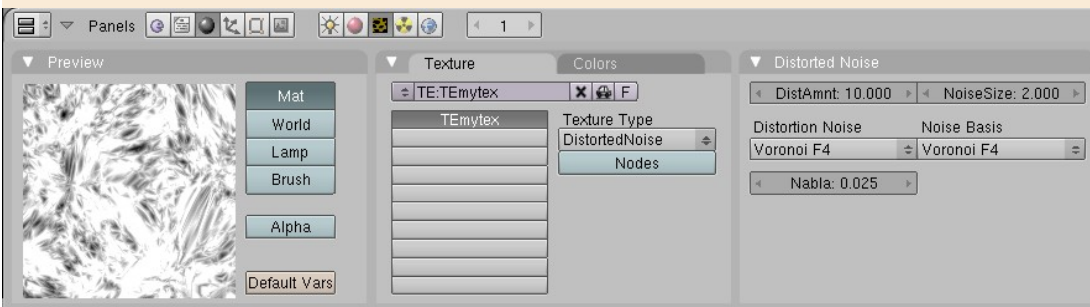 Panels
1
Preview
Mat
World
Lamp
Brush
Alpha
Default Vars
Texture
Colors
TE:TEmytex
F
TEmytex
Texture Type
DistortedNoise
Nodes
Distorted Noise
DistAmnt: 10.000
NoiseSize: 2.000
Distortion Noise
Noise Basis
Voronoi F4
Voronoi F4
Nabla: 0.025